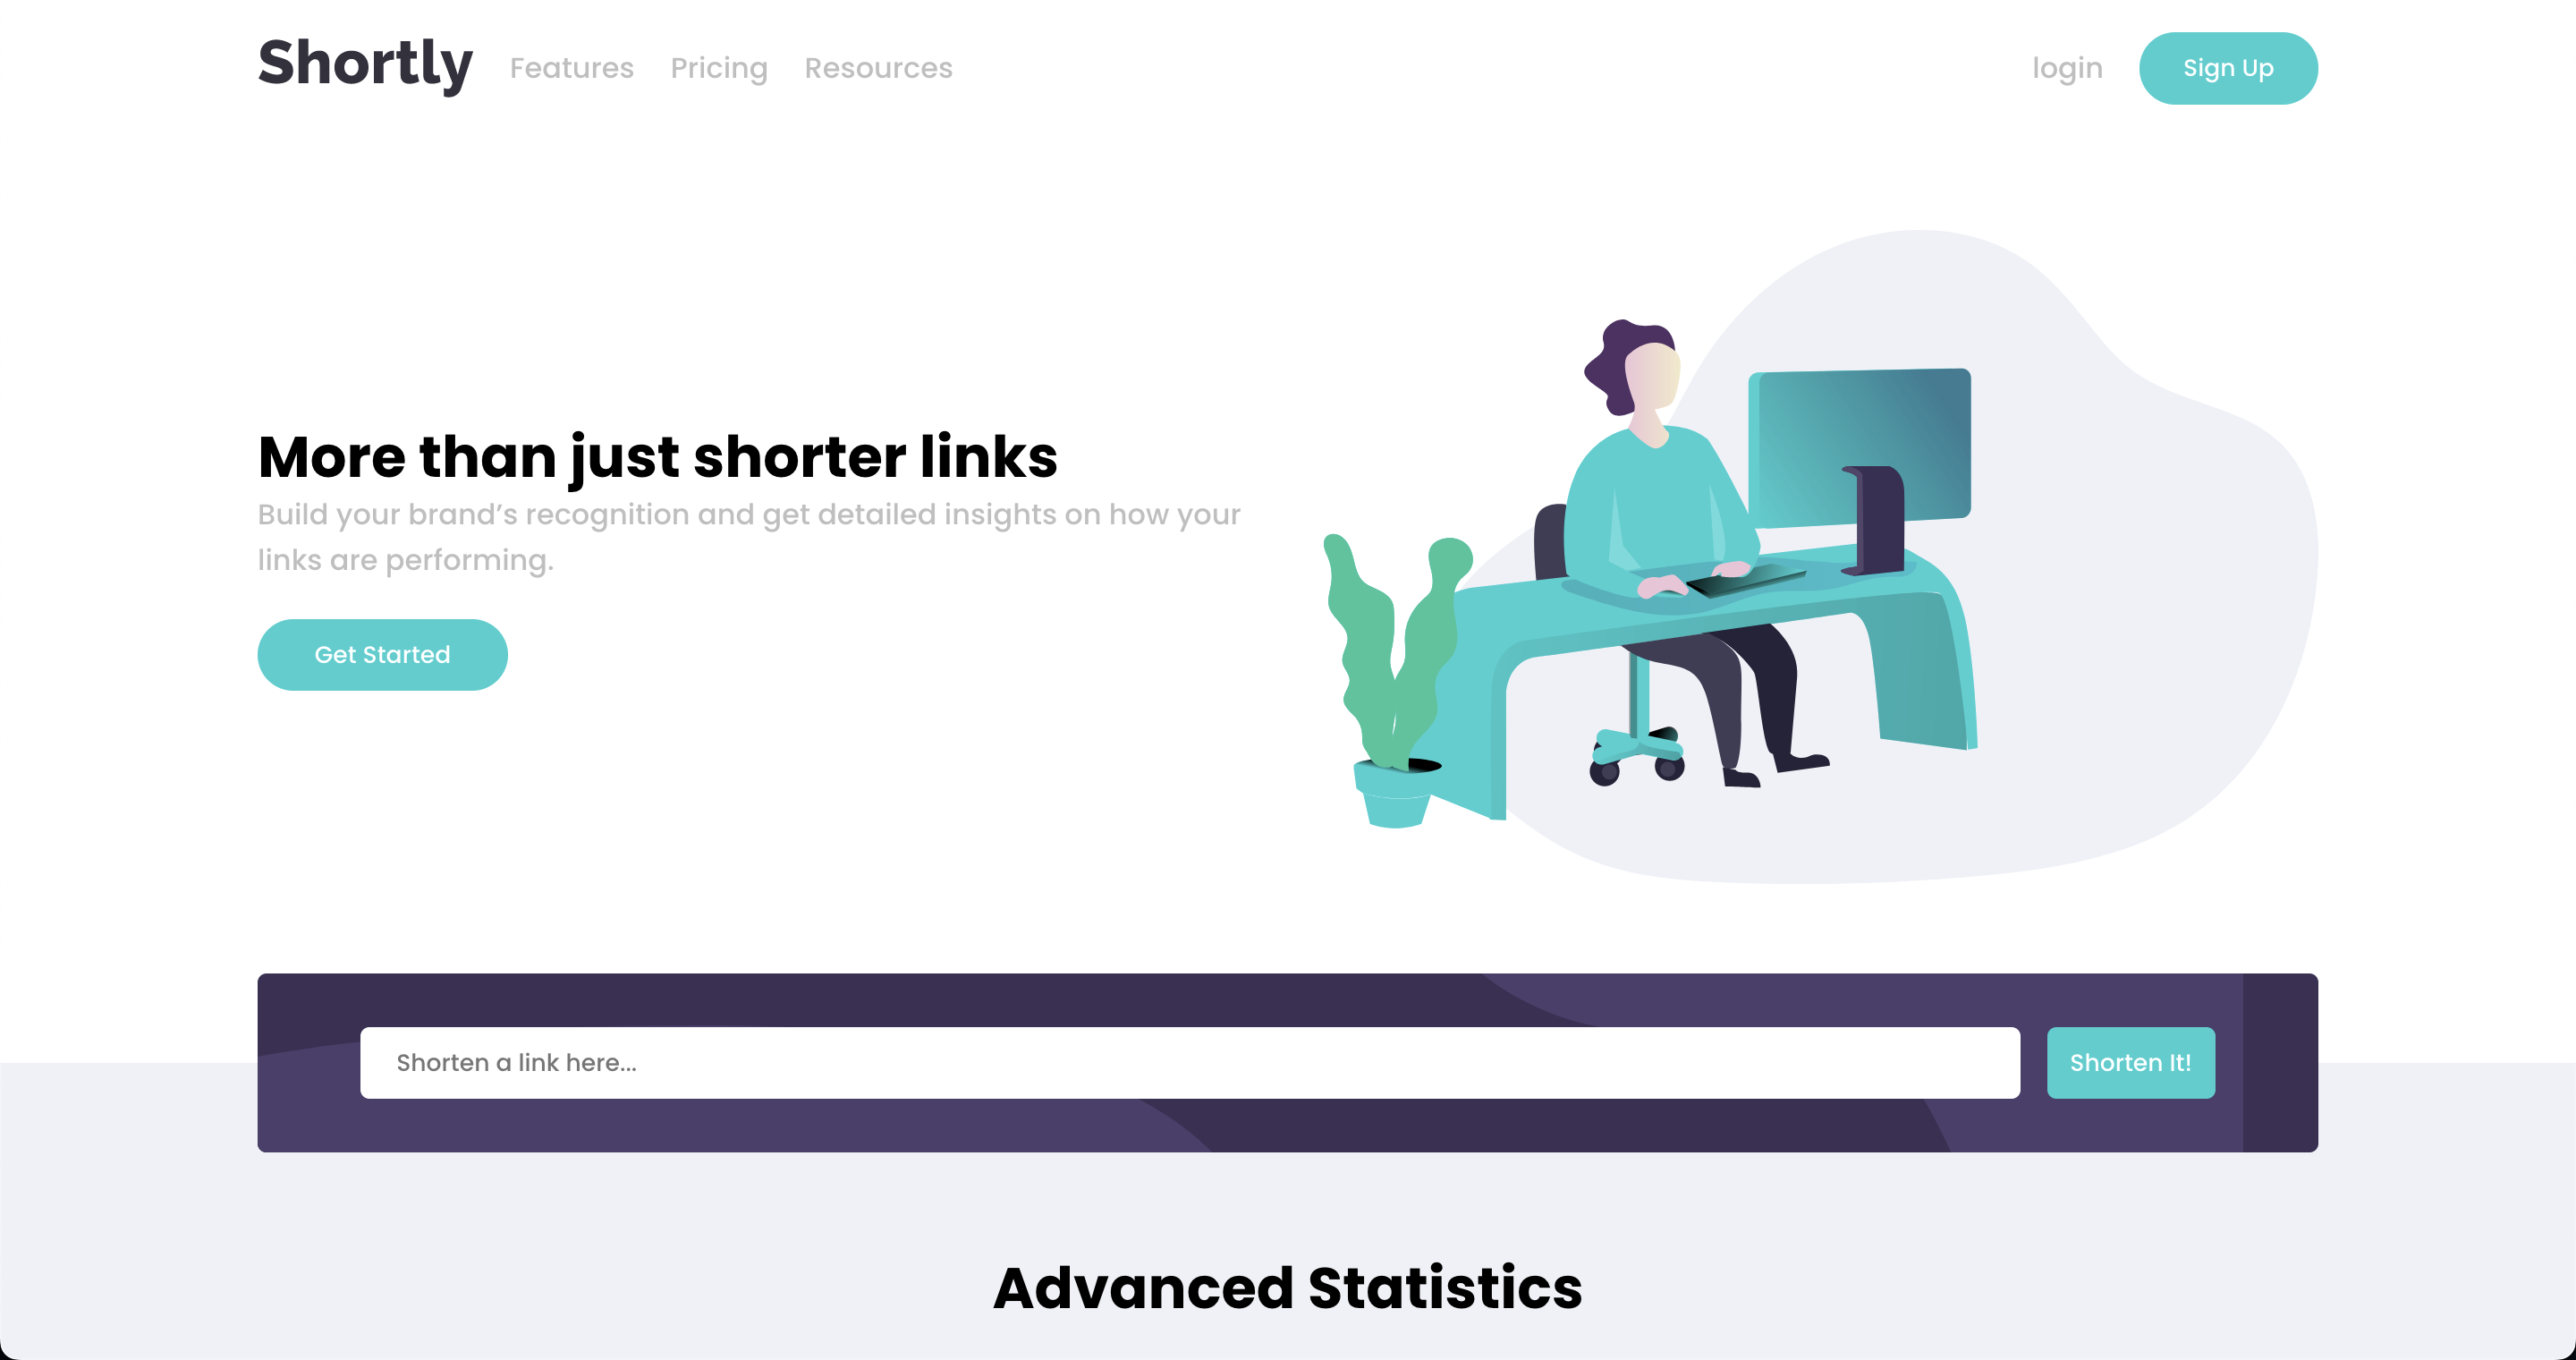 Shortly
Features
Pricing
Resources
login
Sign Up
More than just shorter links
Build your brand’s recognition and get detailed insights on how your
links are performing.
Get Started
Shorten a link here...
Shorten It!
Advanced Statistics